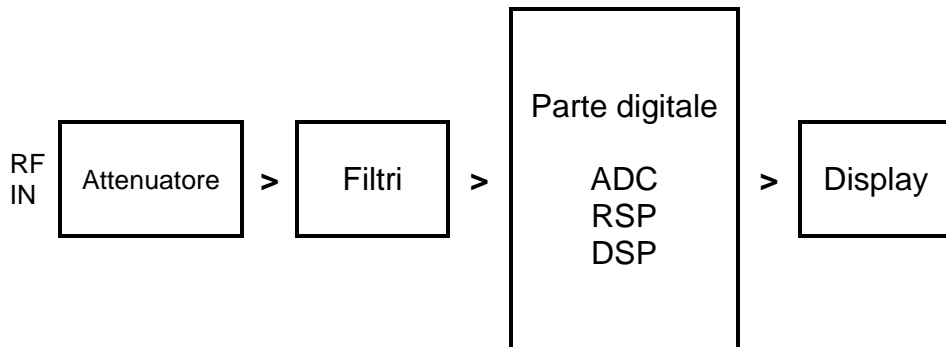 RF
IN
Attenuatore
>
Filtri
>
Parte digitale
ADC
RSP
DSP
>
Display